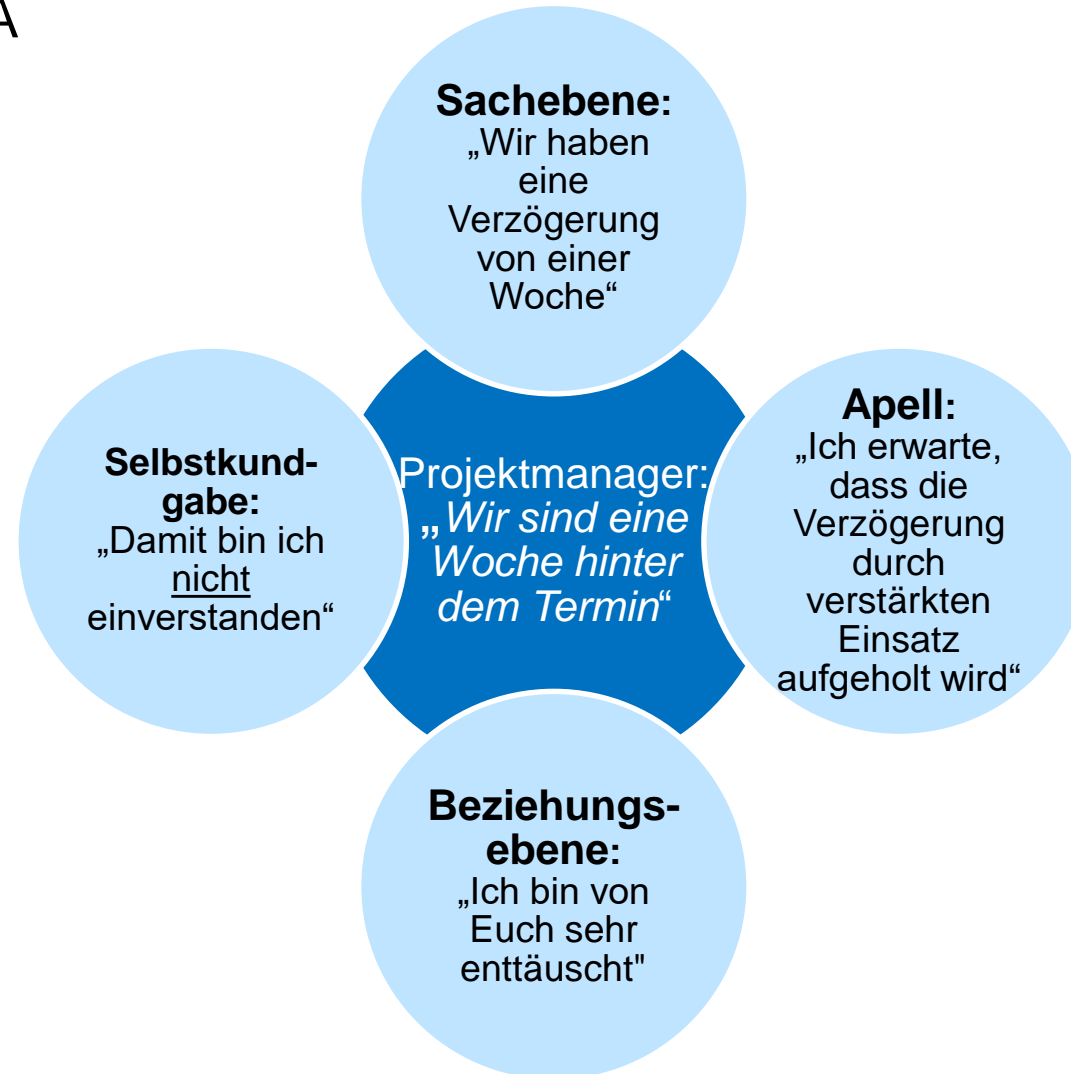 A
Sachebene:
„Wir haben
eine
Verzögerung
von einer
Woche“
Selbstkund-
gabe:
„Damit bin ich
nicht
einverstanden“
Projektmanager:
„Wir sind eine
Woche hinter
dem Termin“
Apell:
„Ich erwarte,
dass die
Verzögerung
durch
verstärkten
Einsatz
aufgeholt wird“
Beziehungs-
ebene:
„Ich bin von
Euch sehr
enttäuscht"